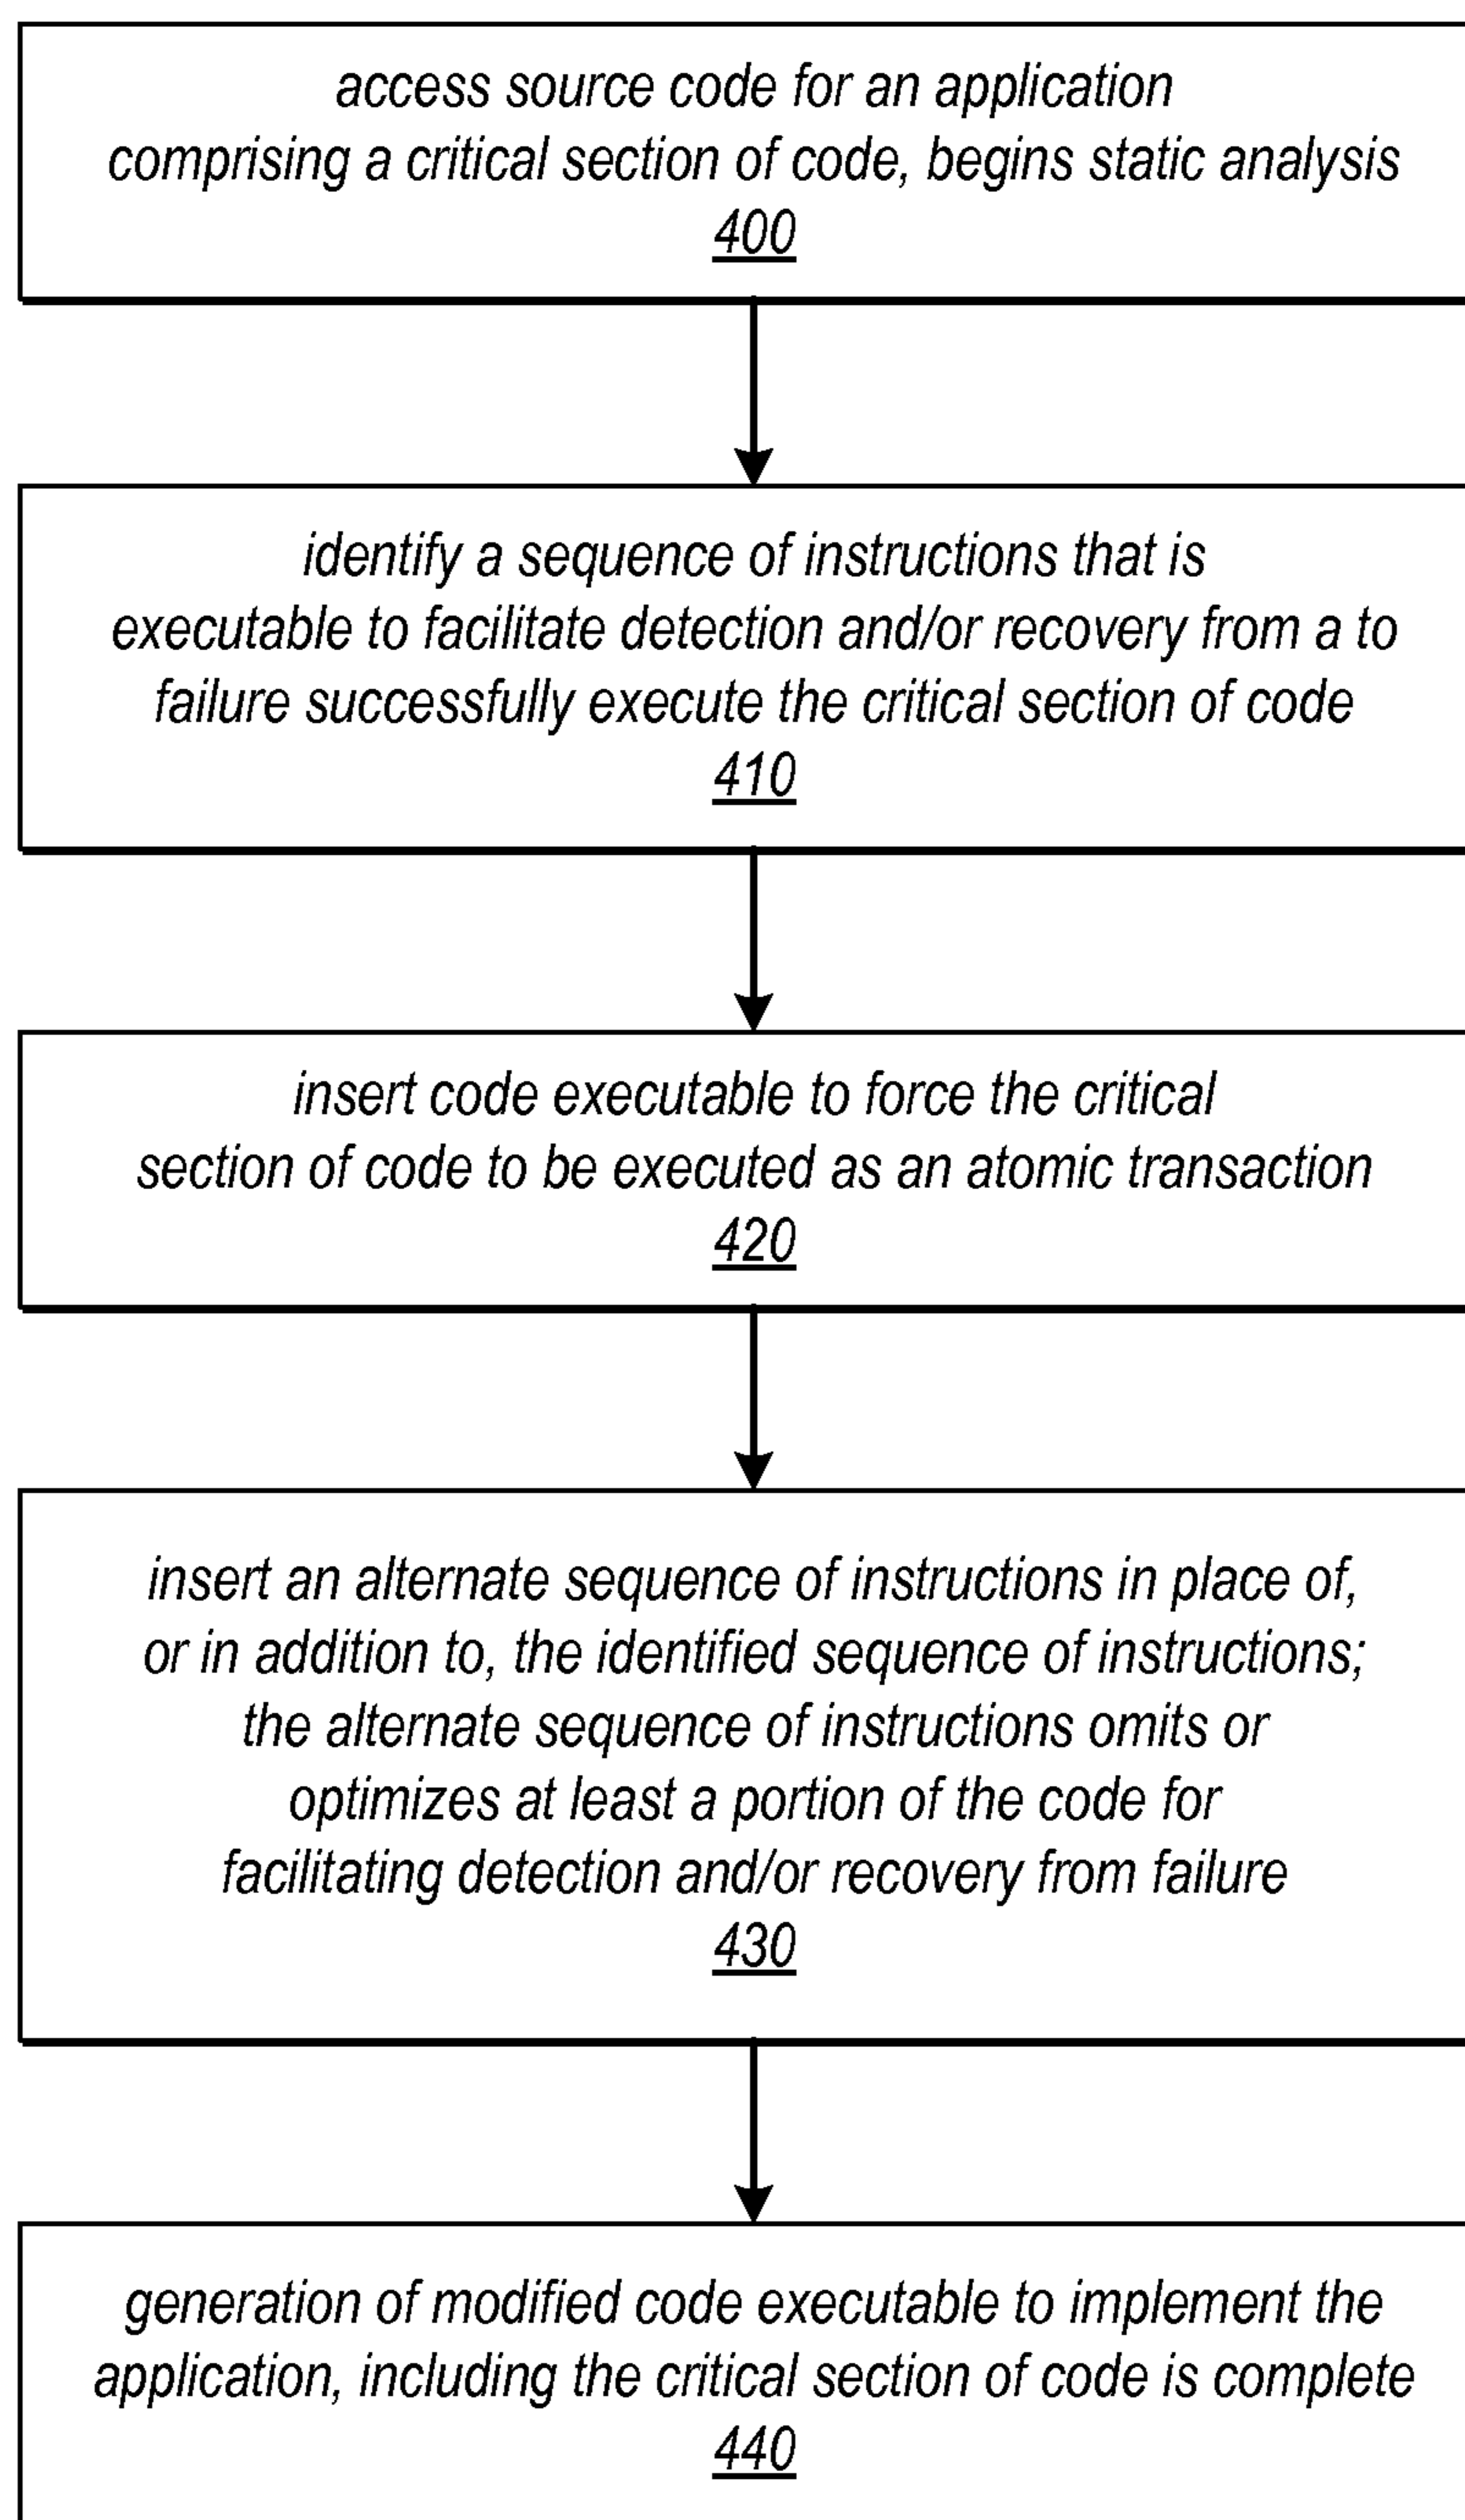 access source code for an application
comprising a critical section of code, begins static analysis
400
identify a sequence of instructions that is
executable to facilitate detection and/or recovery from a to
failure successfully execute the critical section of code
410
insert code executable to force the critical
section of code to be executed as an atomic transaction
420
insert an alternate sequence of instructions in place of,
or in addition to, the identified sequence of instructions;
the alternate sequence of instructions omits or
optimizes at least a portion of the code for
facilitating detection and/or recovery from failure
430
generation of modified code executable to implement the
application, including the critical section of code is complete
440